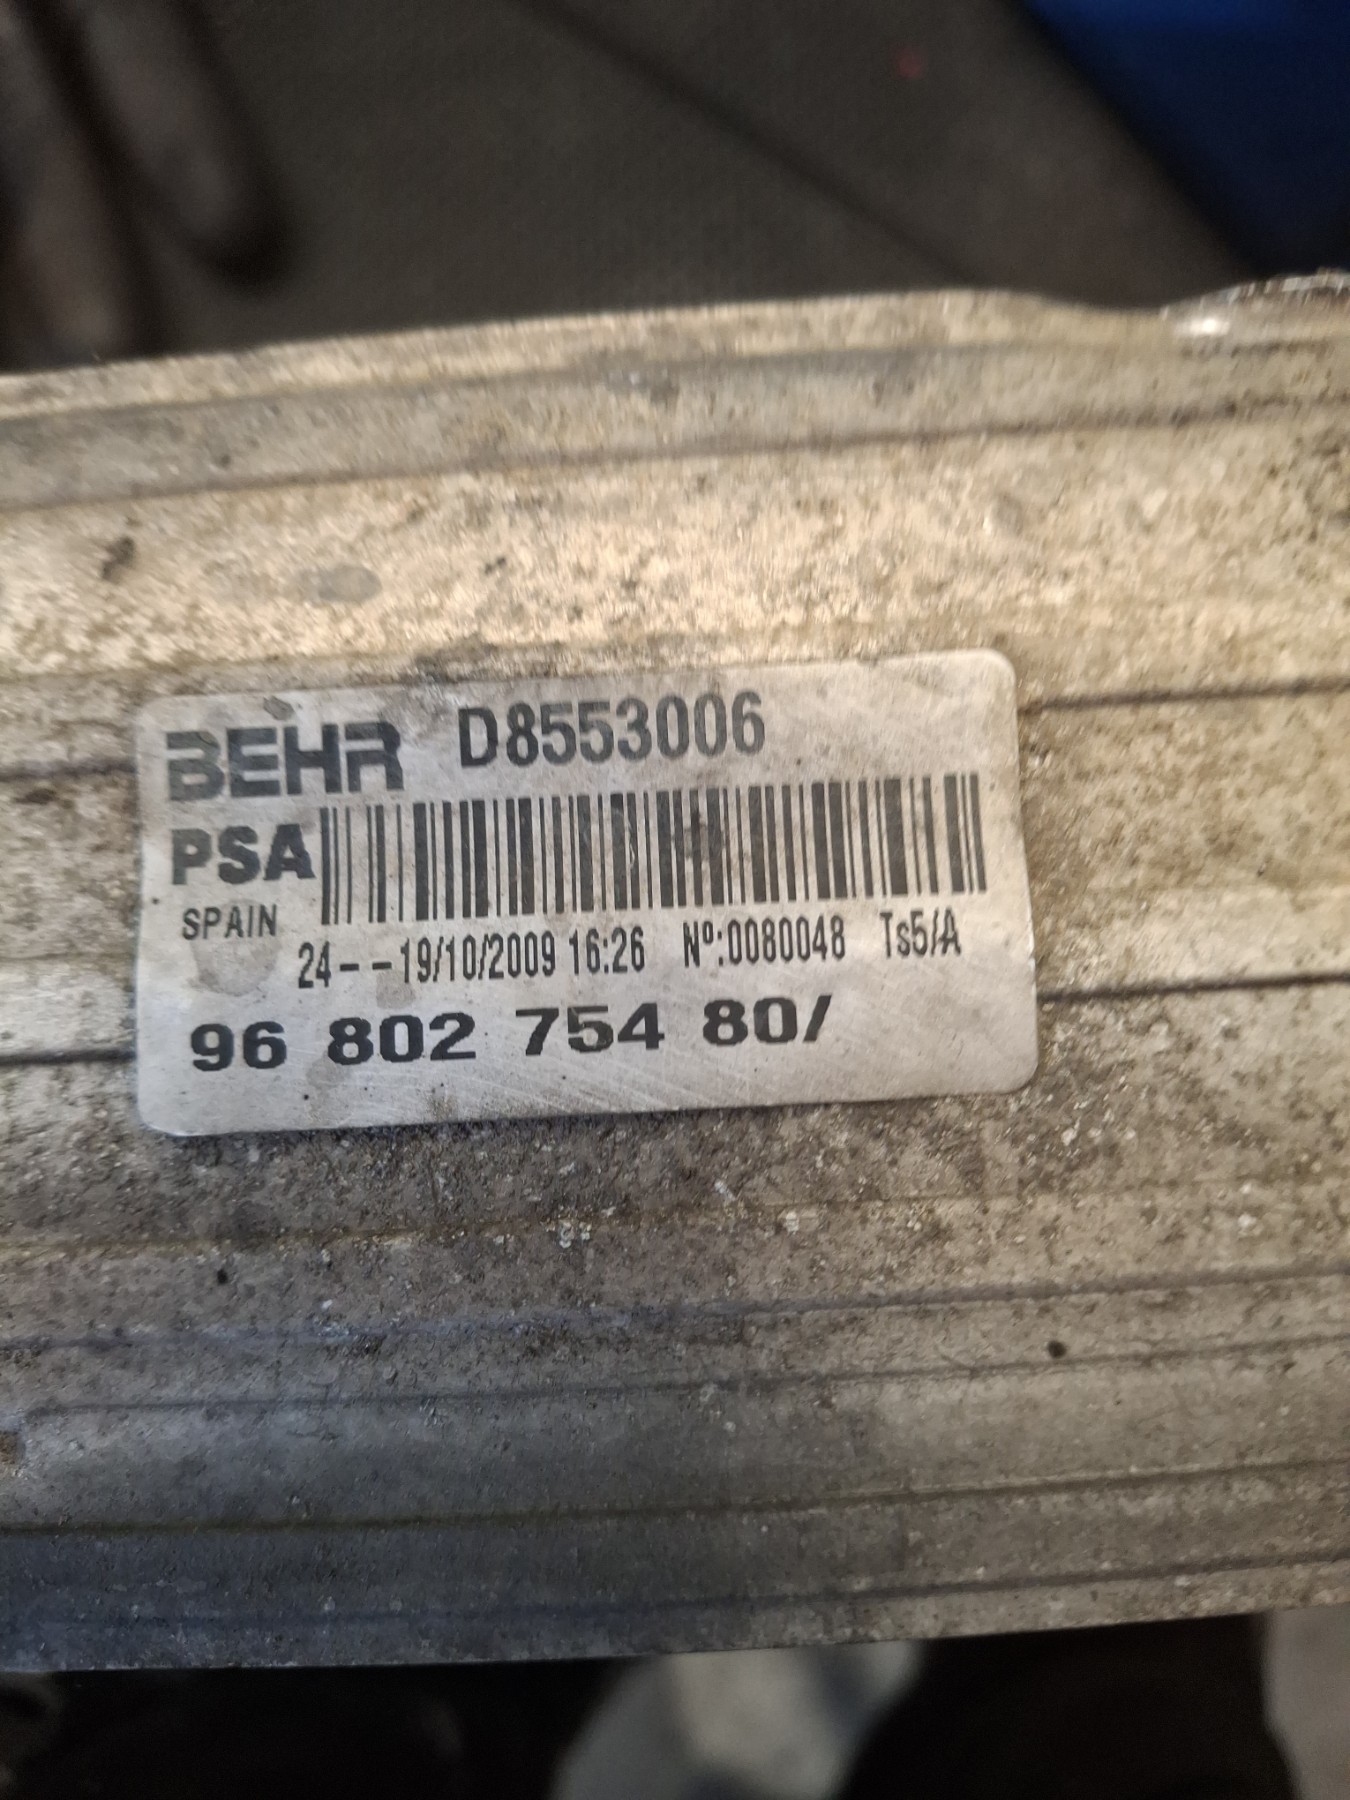 BEHR D8553006
PSA
SPAIN
24--19/10/2009 16:26 Nº:0080048 Ts5/A
96 802 754 80/